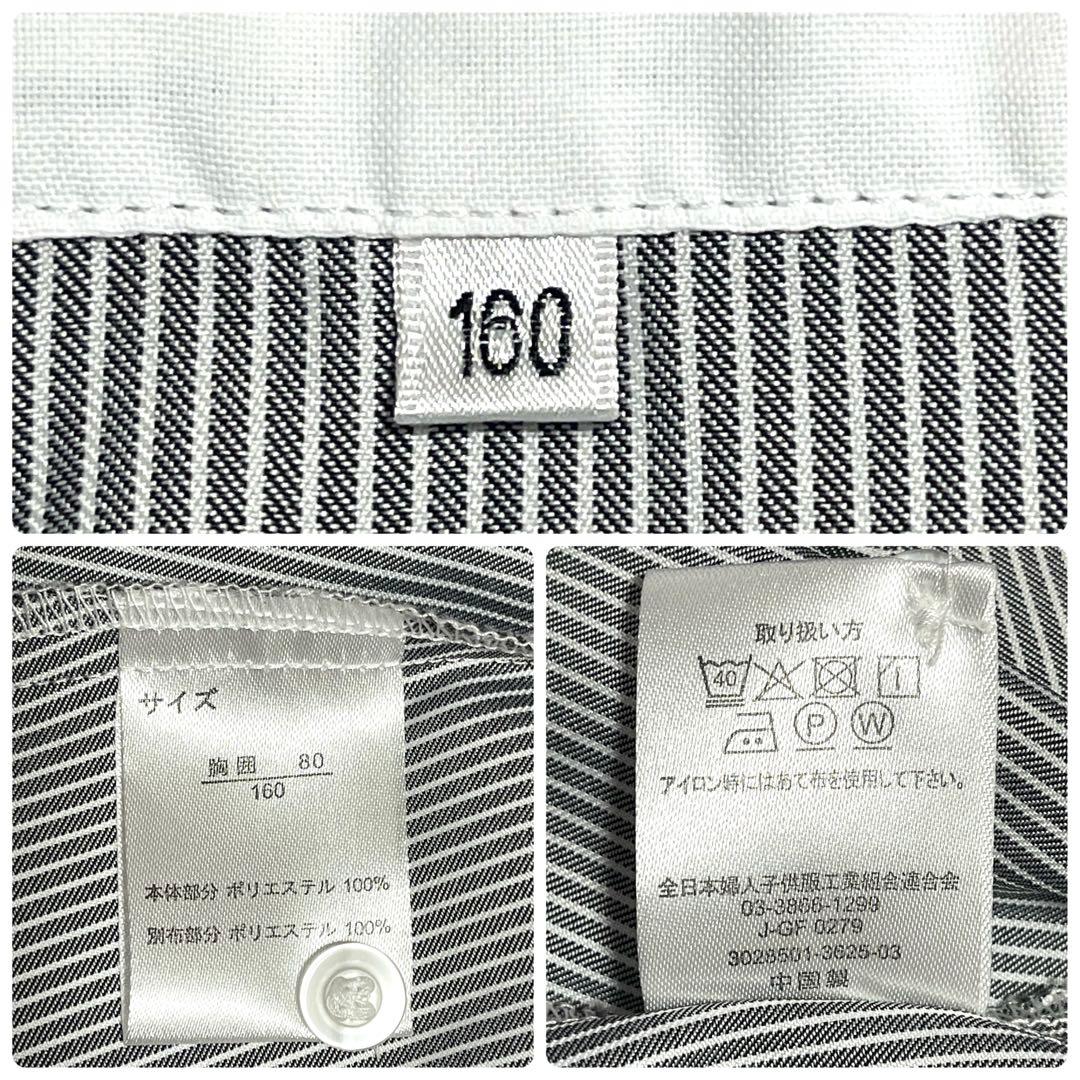 160
サイズ
胸囲 80
160
本体部分 ポリエステル 100%
別布部分 ポリエステル 100%
取り扱い方
40
P W
アイロン時にはあて布を使用して下さい。
全日本婦人子供服工業組合連合会
03-3866-1299
J-GF 0279
3028501-3625-03
中国製